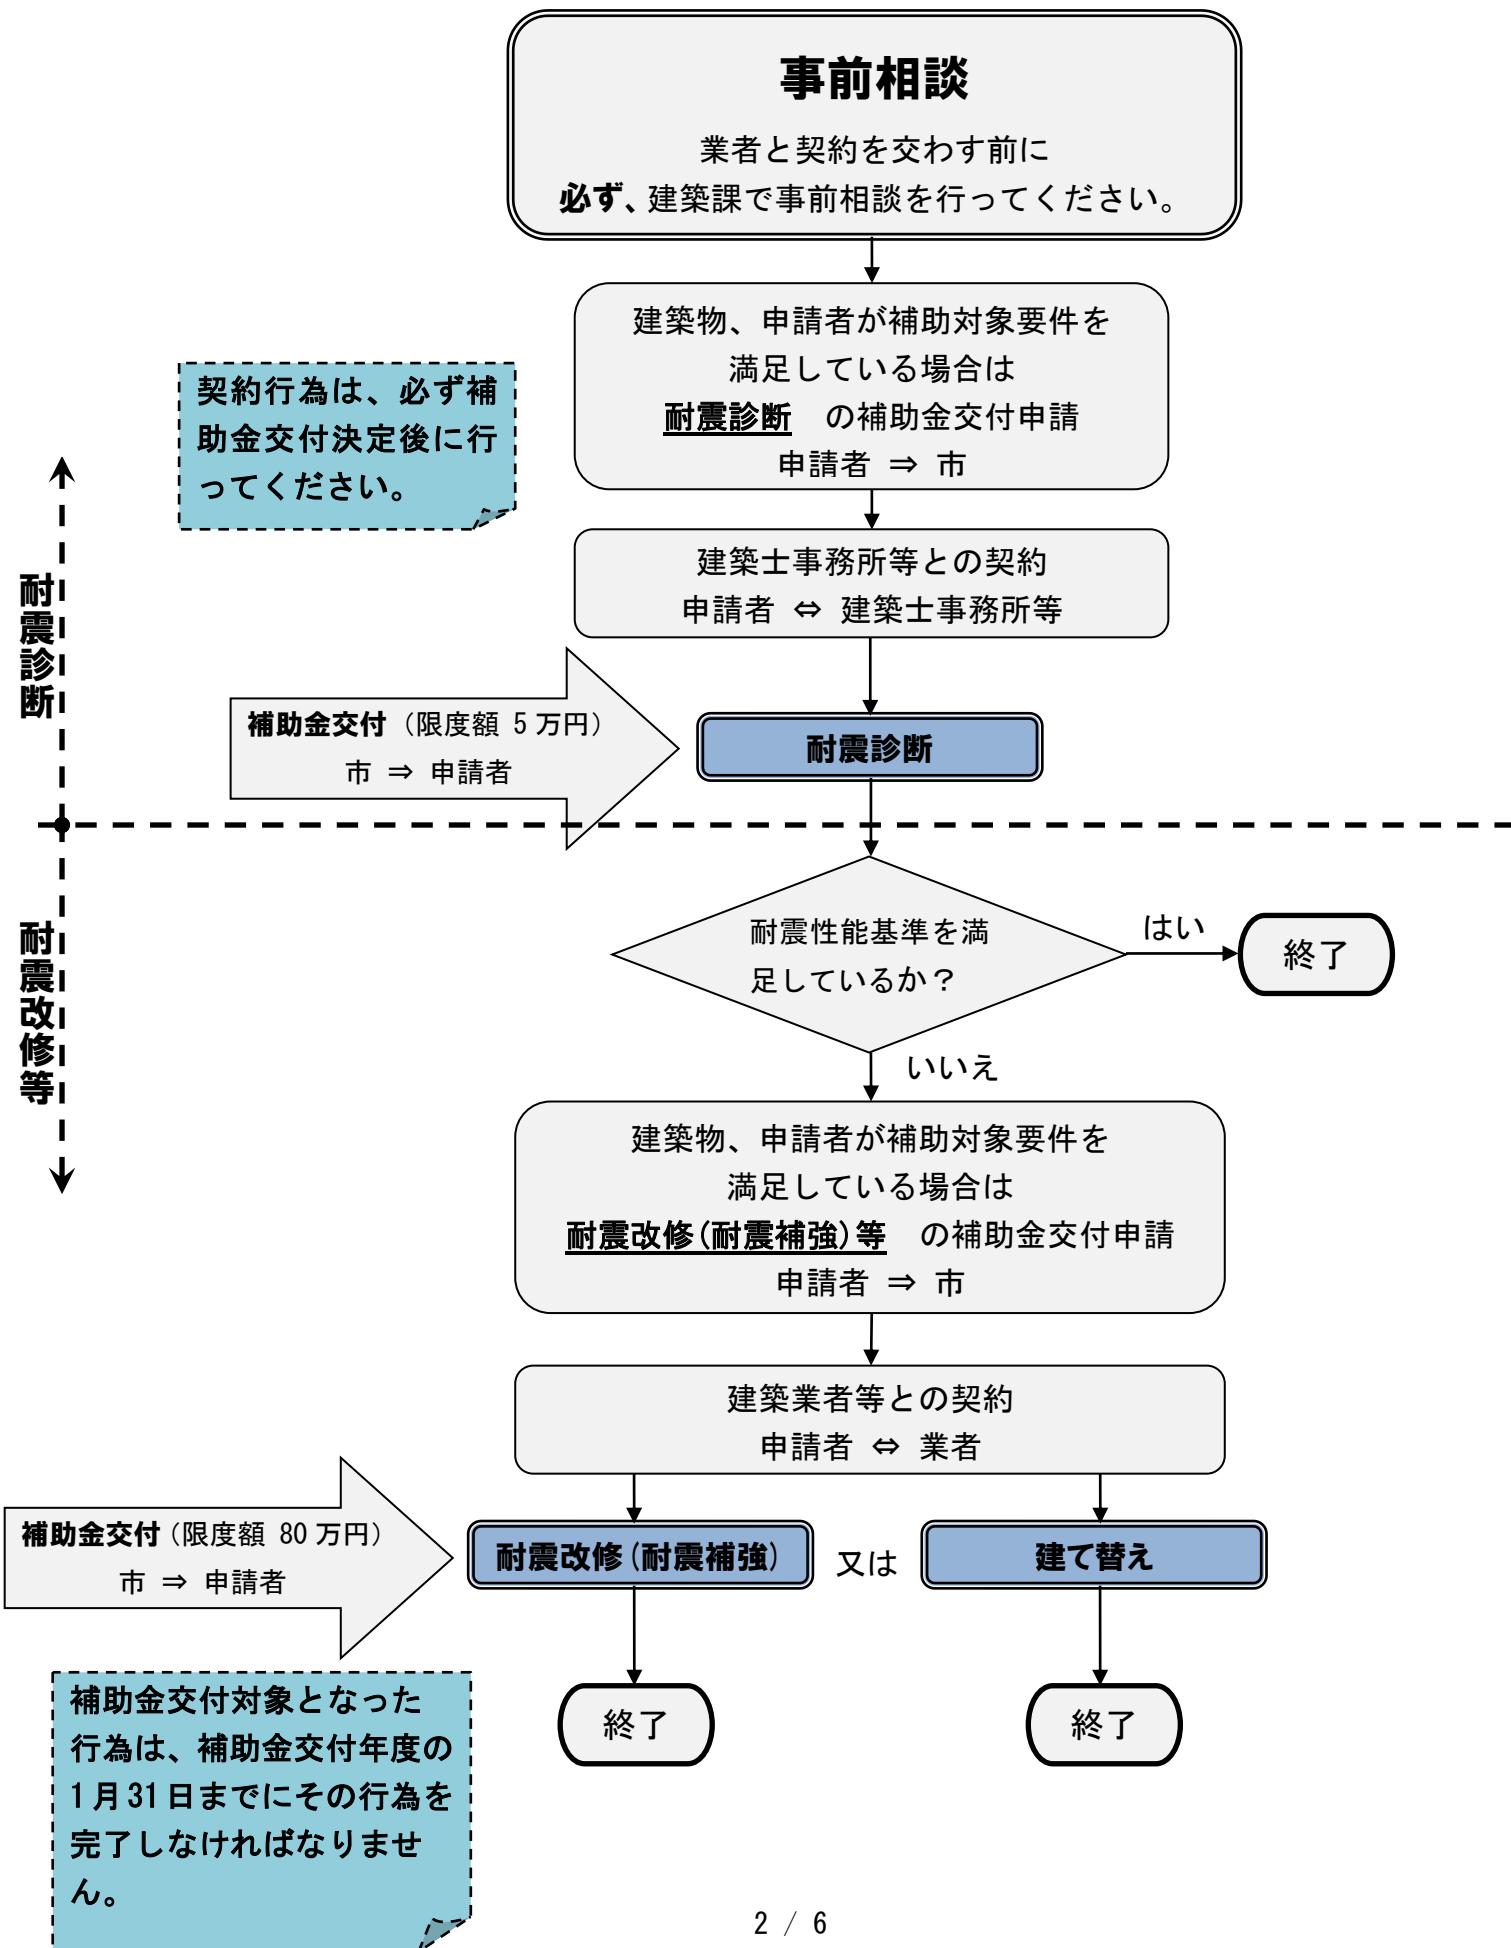 事前相談
業者と契約を交わす前に
必ず、建築課で事前相談を行ってください。
建築物、申請者が補助対象要件を
満足している場合は
耐震診断　の補助金交付申請
申請者 ⇒ 市
契約行為は、必ず補
助金交付決定後に行
ってください。
建築士事務所等との契約
申請者 ⇔ 建築士事務所等
耐震診断
補助金交付（限度額 5 万円）
市 ⇒ 申請者
耐震診断
耐震性能基準を満
足しているか？
はい
終了
いいえ
耐震改修等
建築物、申請者が補助対象要件を
満足している場合は
耐震改修(耐震補強)等　の補助金交付申請
申請者 ⇒ 市
建築業者等との契約
申請者 ⇔ 業者
補助金交付（限度額 80 万円）
市 ⇒ 申請者
耐震改修(耐震補強)
又は
建て替え
終了
終了
補助金交付対象となった
行為は、補助金交付年度の
1月31日までにその行為を
完了しなければなりませ
ん。
2 / 6